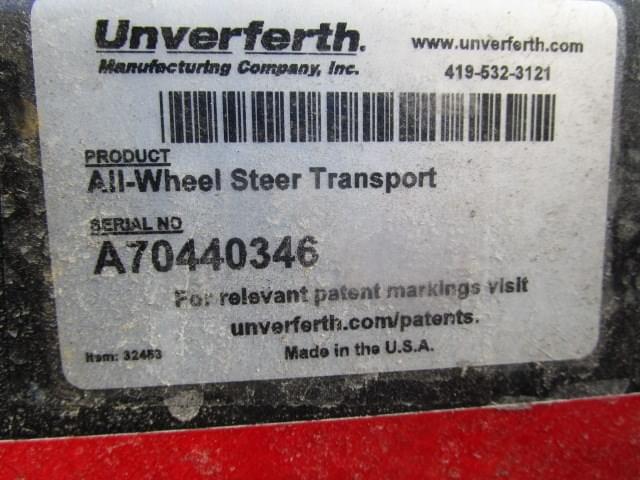 Unverferth.
Manufacturing Company, Inc.
www.unverferth.com
419-532-3121
PRODUCT
All-Wheel Steer Transport
SERIAL NO
A70440346
For relevant patent markings visit
unverferth.com/patents.
Item: 32463
Made in the U.S.A.